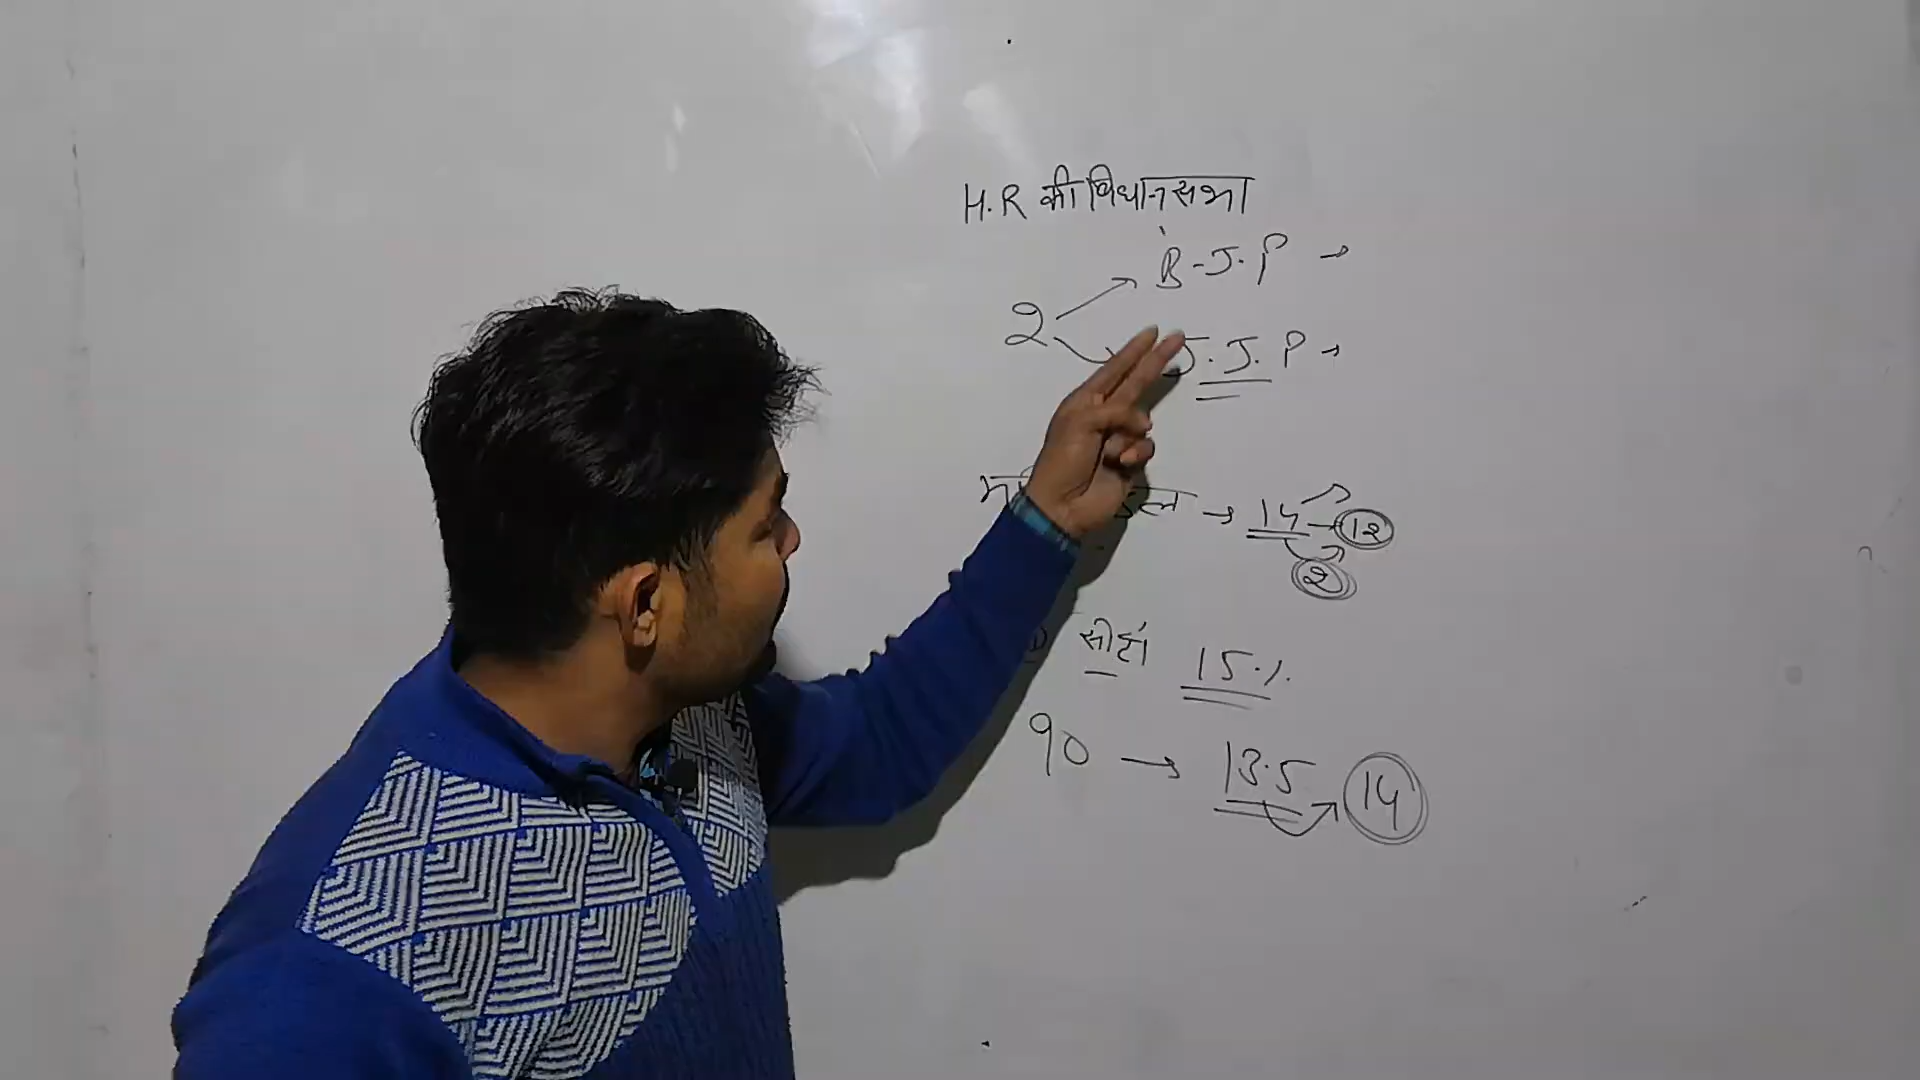 H.R की विधानसभा
B.J.P →
2
J.J.P →
→ 14 → 12
2
सीटों 15%
90 → 13.5 → 14